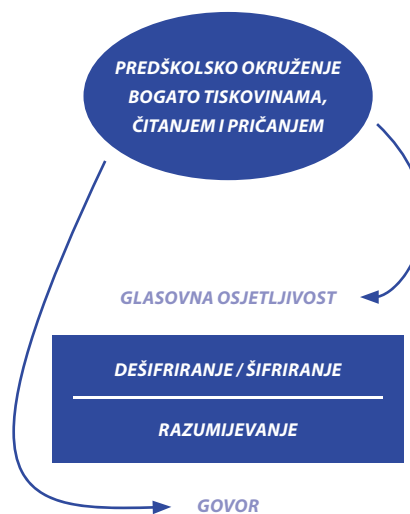 PREDŠKOLSKO OKRUŽENJE
BOGATO TISKOVINAMA,
ČITANJEM I PRIČANJEM
GLASOVNA OSJETLJIVOST
DEŠIFRIRANJE / ŠIFRIRANJE
RAZUMIJEVANJE
GOVOR